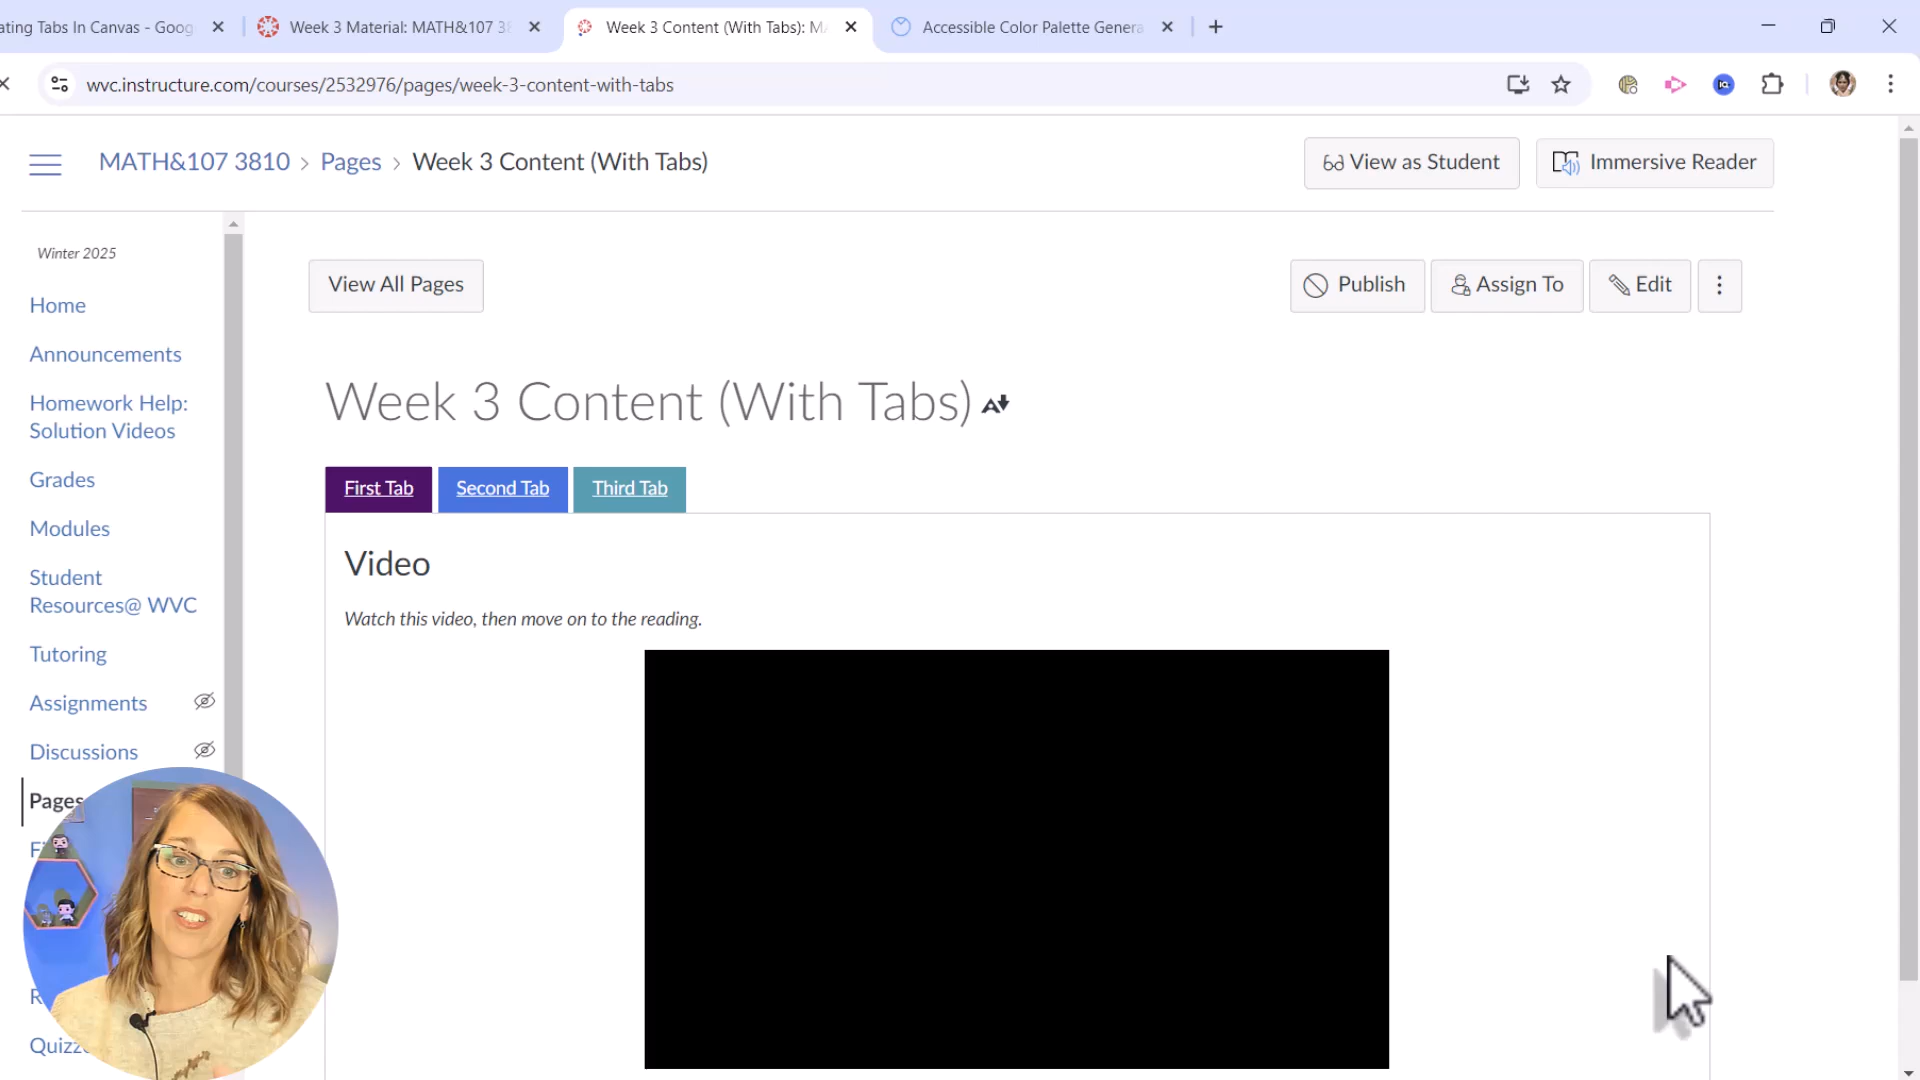 ating Tabs In Canvas - Goog
Week 3 Material: MATH&107 38
Week 3 Content (With Tabs): MA
Accessible Color Palette Genera
wvc.instructure.com/courses/2532976/pages/week-3-content-with-tabs
MATH&107 3810 > Pages > Week 3 Content (With Tabs)
View as Student
Immersive Reader
Winter 2025
Home
Announcements
Homework Help:
Solution Videos
Grades
Modules
Student
Resources@ WVC
Tutoring
Assignments
Discussions
Pages
Fi
R
Quizz
View All Pages
Publish
Assign To
Edit
Week 3 Content (With Tabs)
First Tab
Second Tab
Third Tab
Video
Watch this video, then move on to the reading.